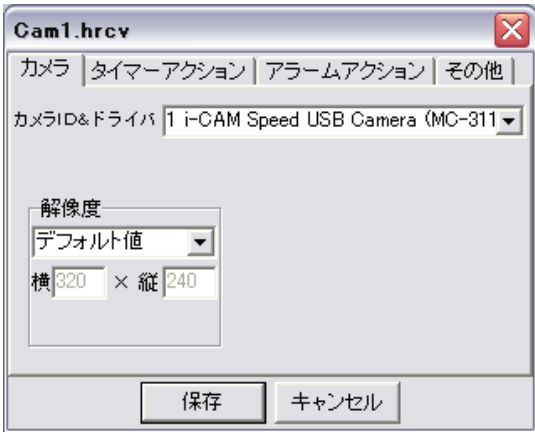 Cam1.hrcv
カメラ タイマーアクション アラームアクション その他
カメラID&ドライバ 1 i-CAM Speed USB Camera (MC-311
解像度
デフォルト値
横 320 × 縦 240
保存 キャンセル